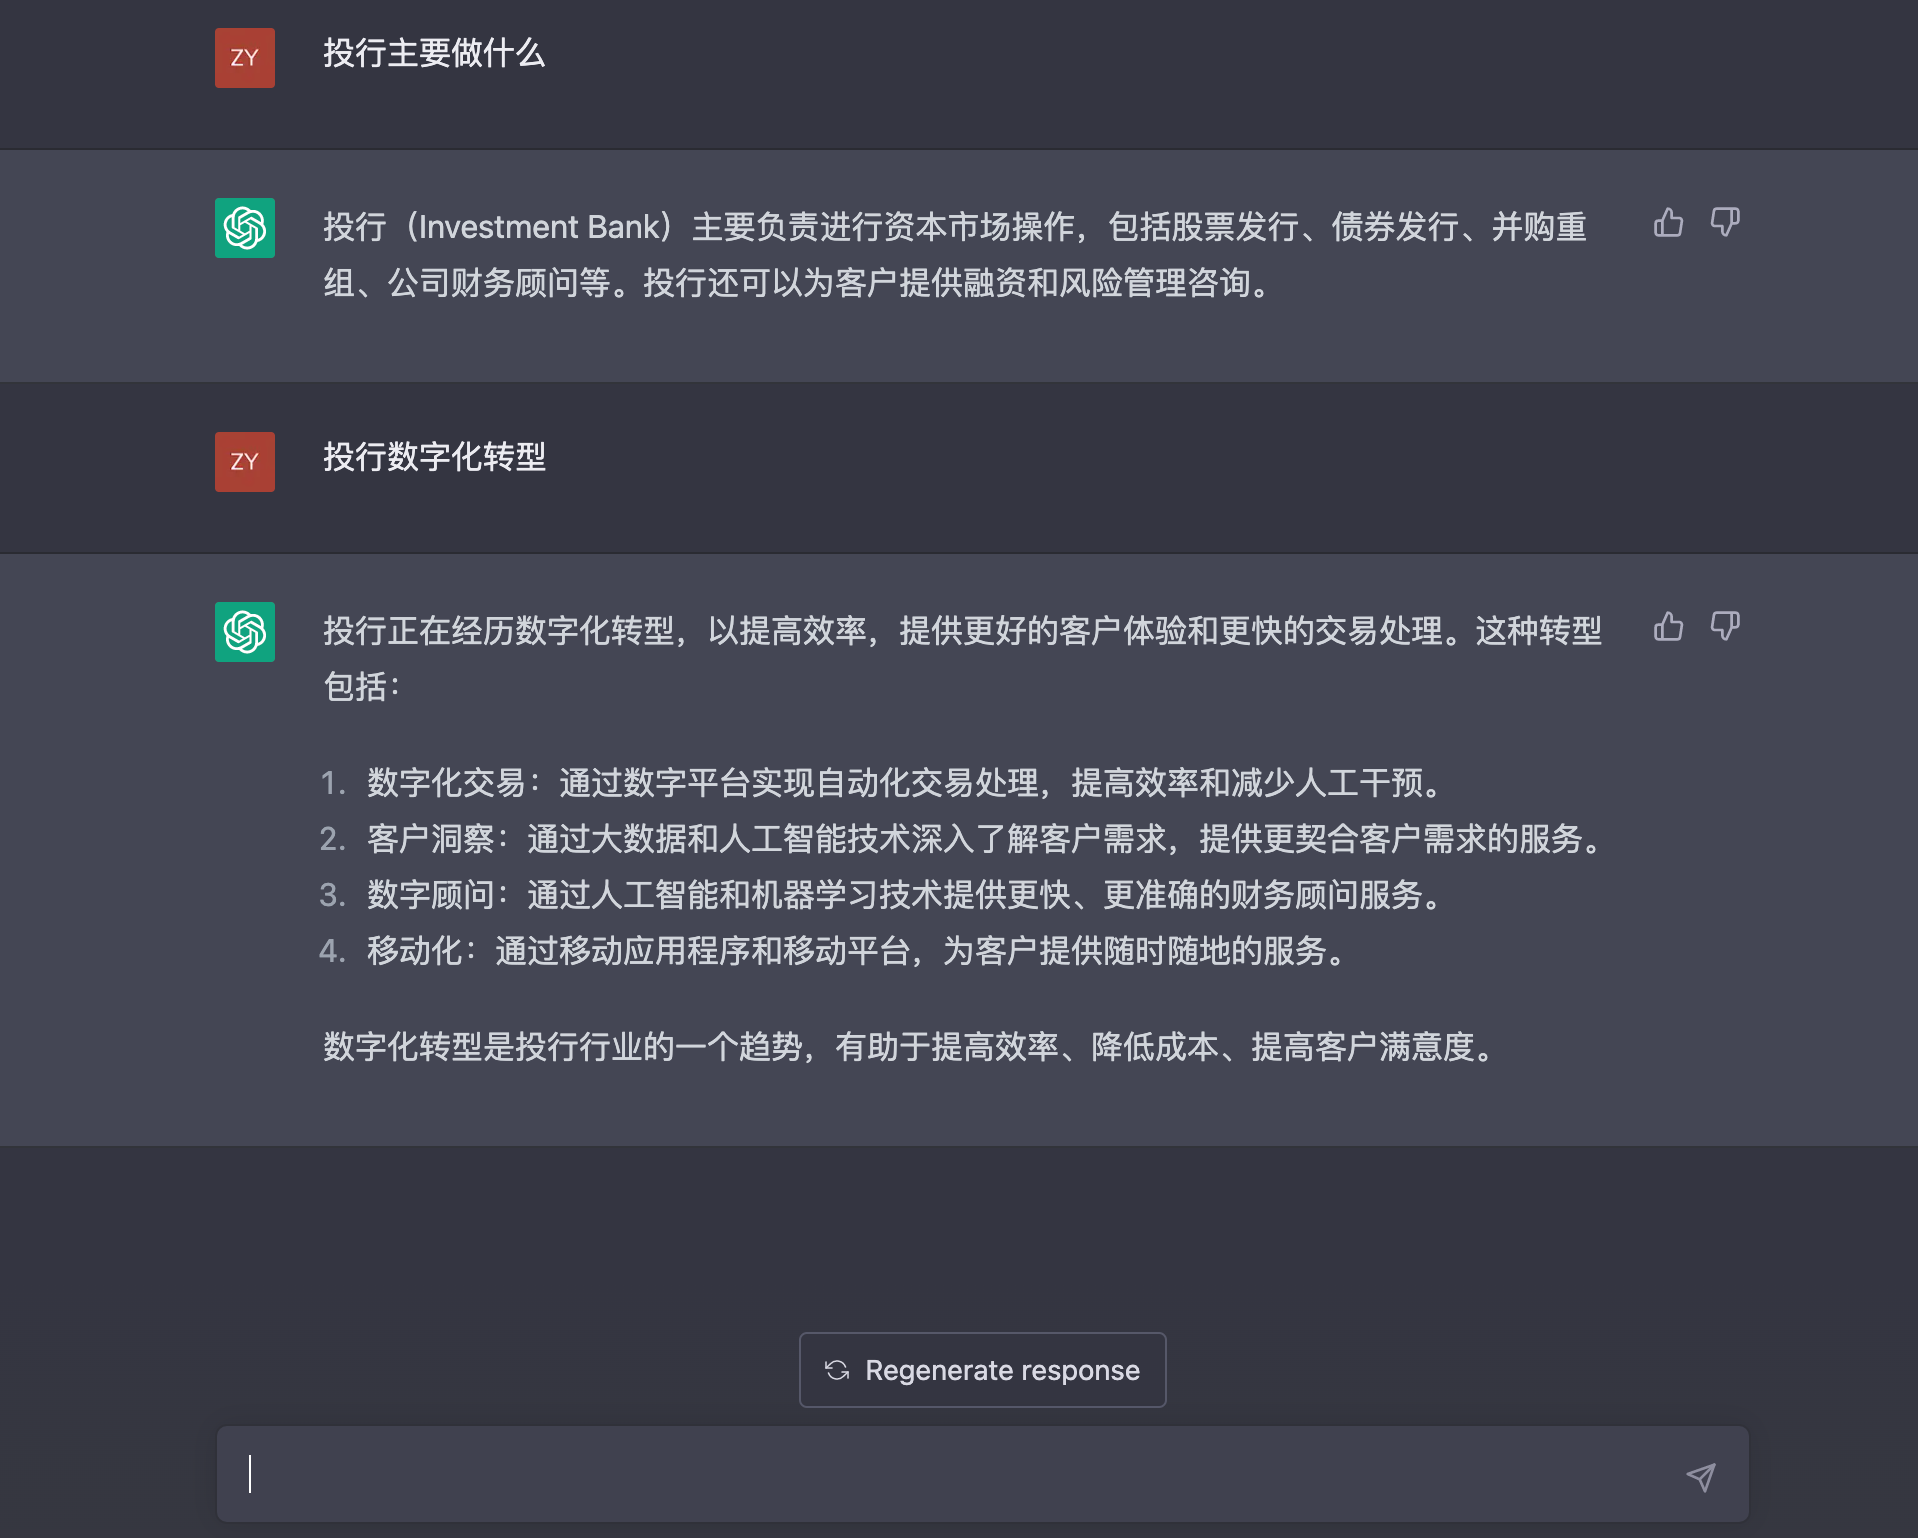 ZY
投行主要做什么
投行（Investment Bank）主要负责进行资本市场操作，包括股票发行、债券发行、并购重
组、公司财务顾问等。投行还可以为客户提供融资和风险管理咨询。
ZY
投行数字化转型
投行正在经历数字化转型，以提高效率，提供更好的客户体验和更快的交易处理。这种转型
包括：
1. 数字化交易：通过数字平台实现自动化交易处理，提高效率和减少人工干预。
2. 客户洞察：通过大数据和人工智能技术深入了解客户需求，提供更契合客户需求的服务。
3. 数字顾问：通过人工智能和机器学习技术提供更快、更准确的财务顾问服务。
4. 移动化：通过移动应用程序和移动平台，为客户提供随时随地的服务。
数字化转型是投行行业的一个趋势，有助于提高效率、降低成本、提高客户满意度。
Regenerate response